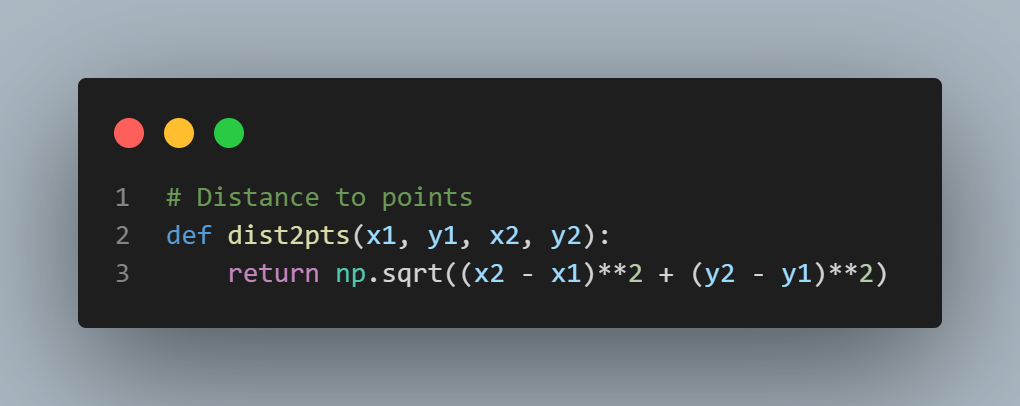 1 # Distance to points
2 def dist2pts(x1, y1, x2, y2):
3     return np.sqrt((x2 - x1)**2 + (y2 - y1)**2)